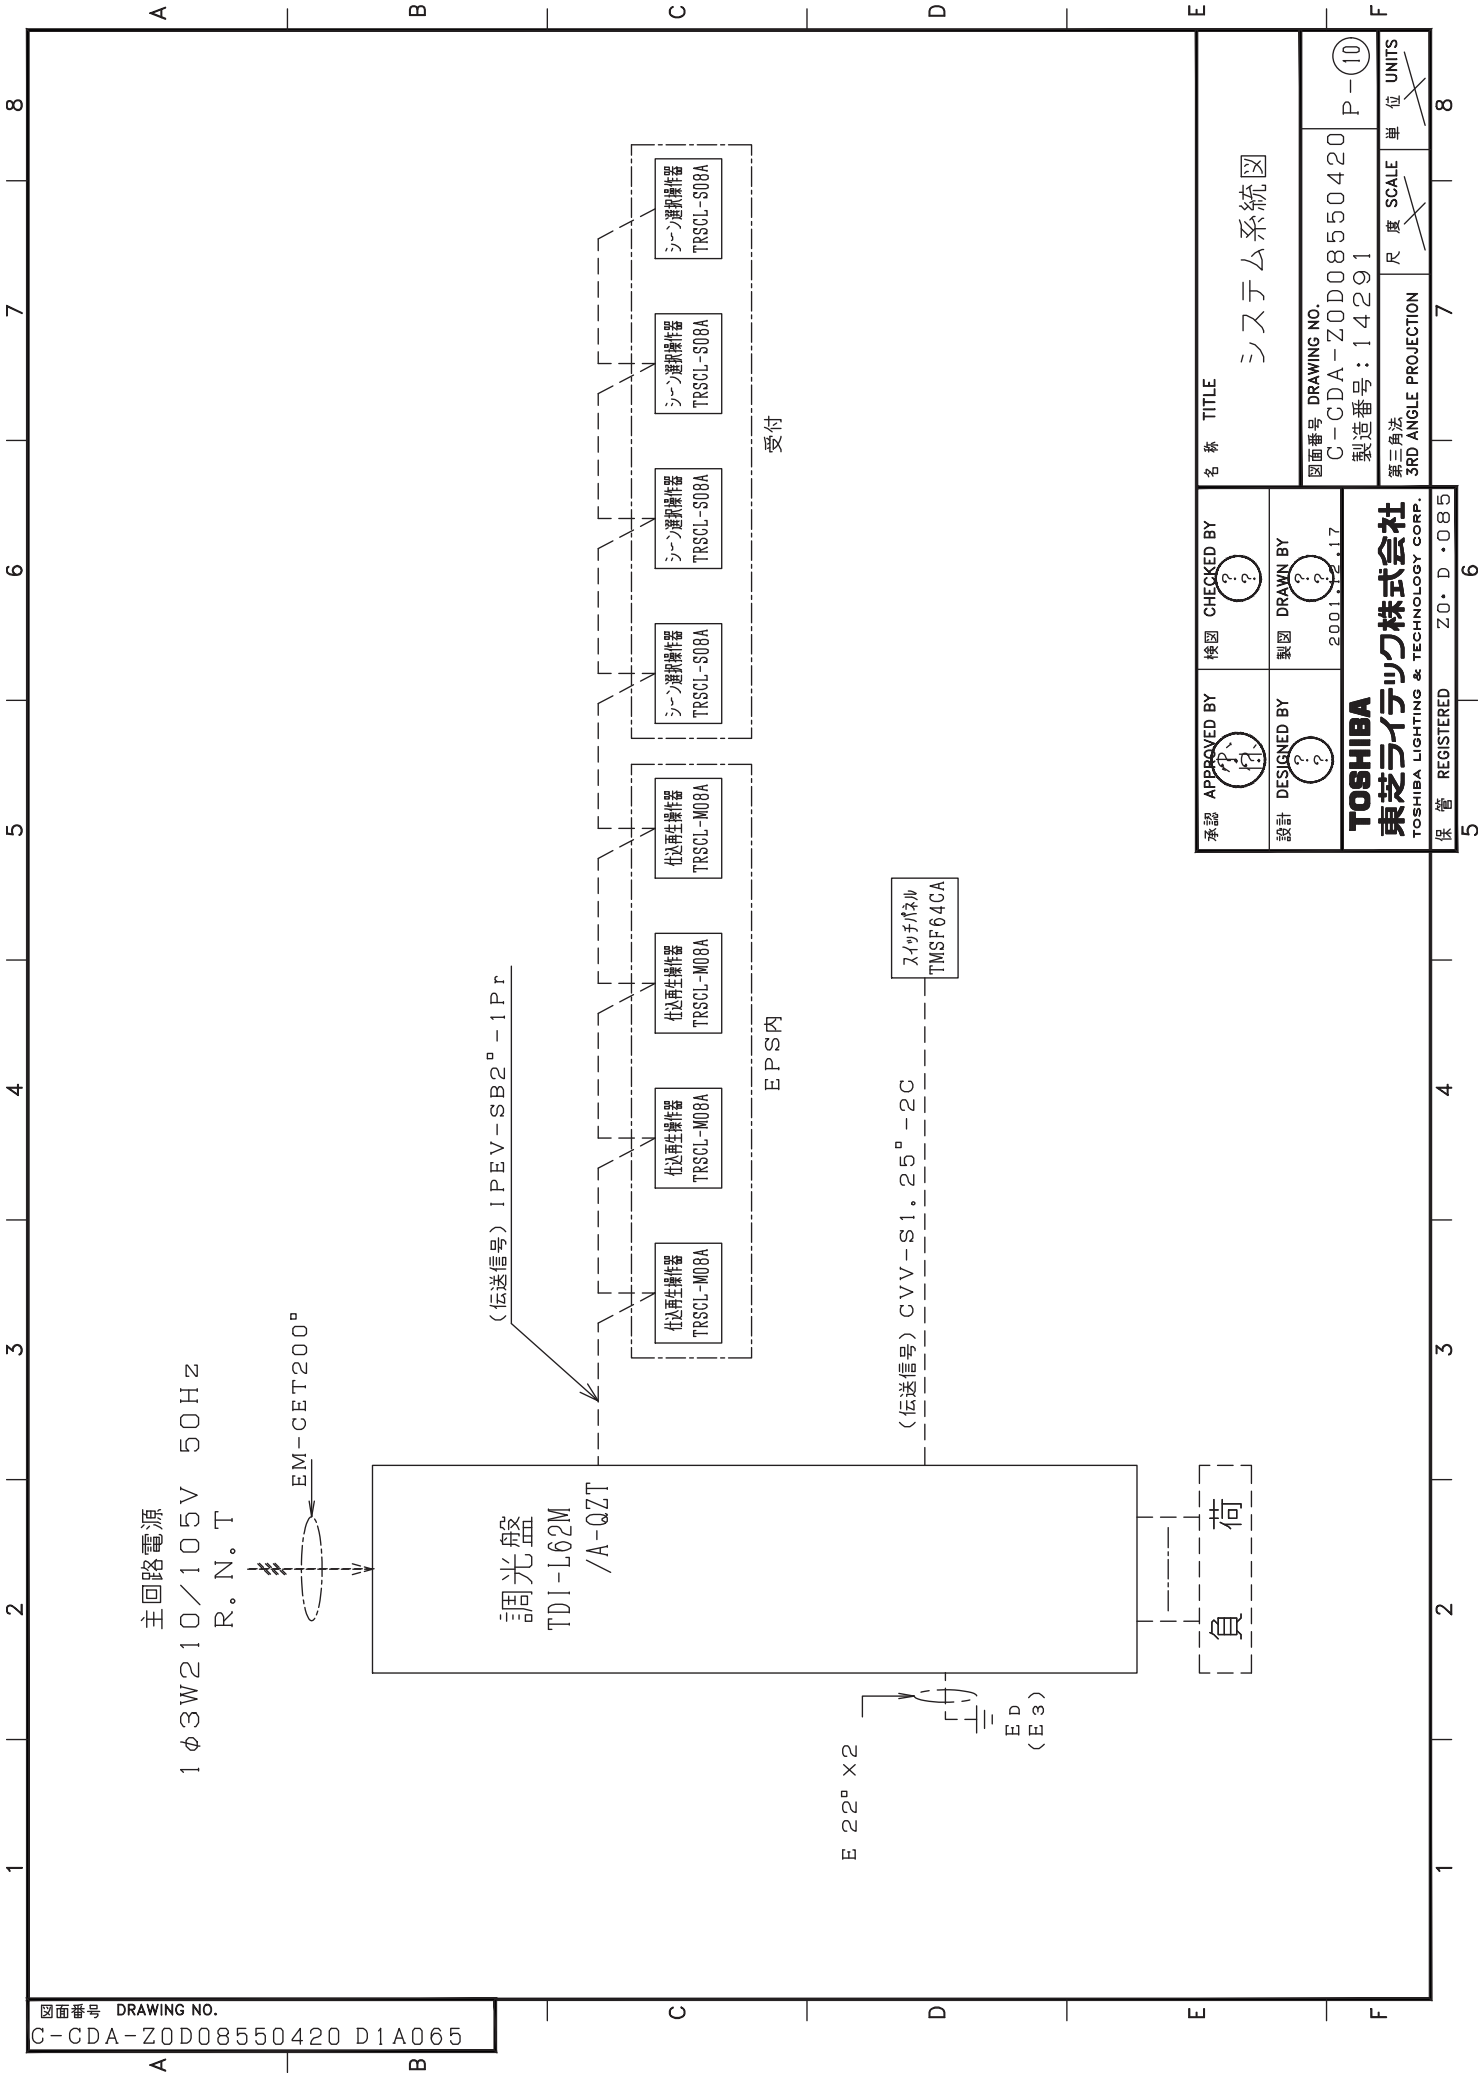 主回路電源
1φ3W210/105V 50Hz
R. N. T
EM-CET200□
調光盤
TDI-L62M
/A-QZT
(伝送信号) IPEV-SB2□-1Pr
仕込再生操作器
TRSCL-M08A
仕込再生操作器
TRSCL-M08A
仕込再生操作器
TRSCL-M08A
仕込再生操作器
TRSCL-M08A
EPS内
シーン選択操作器
TRSCL-S08A
シーン選択操作器
TRSCL-S08A
シーン選択操作器
TRSCL-S08A
シーン選択操作器
TRSCL-S08A
受付
(伝送信号) CVV-S1.25□-2C
スイッチパネル
TMSF64CA
E 22□ ×2
ED
(E3)
負 荷
承認 APPROVED BY
検図 CHECKED BY
? ?
設計 DESIGNED BY
? ?
製図 DRAWN BY
? ?
2001.12.17
TOSHIBA
東芝ライテック株式会社
TOSHIBA LIGHTING & TECHNOLOGY CORP.
保 管 REGISTERED Z0・D・085
名 称 TITLE
システム系統図
図面番号 DRAWING NO.
C-CDA-Z0D08550420
製造番号:14291
P-⑩
第三角法
3RD ANGLE PROJECTION
尺 度 SCALE
単 位 UNITS
図面番号 DRAWING NO.
C-CDA-Z0D08550420 D1A065
1 2 3 4 5 6 7 8
1 2 3 4 5 6 7 8
A B C D E F
A B C D E F